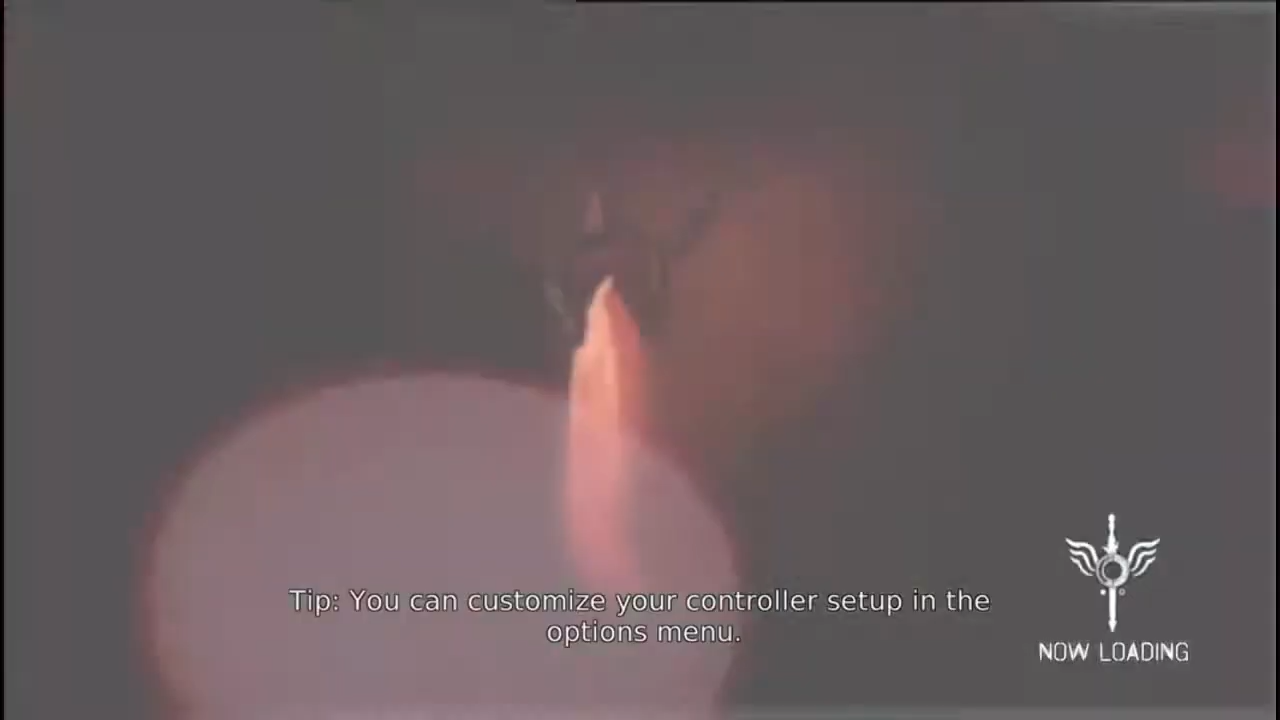 Tip: You can customize your controller setup in the
options menu.
NOW LOADING